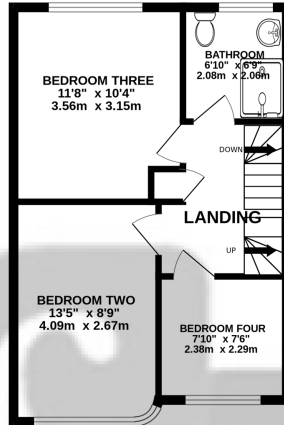 BATHROOM
6'10" x 6'9"
2.08m x 2.06m
BEDROOM THREE
11'8" x 10'4"
3.56m x 3.15m
DOWN
LANDING
UP
BEDROOM TWO
13'5" x 8'9"
4.09m x 2.67m
BEDROOM FOUR
7'10" x 7'6"
2.38m x 2.29m